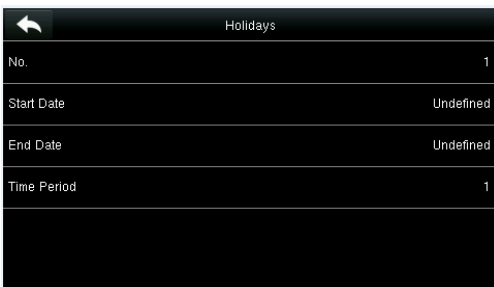 Holidays
No. 1
Start Date Undefined
End Date Undefined
Time Period 1